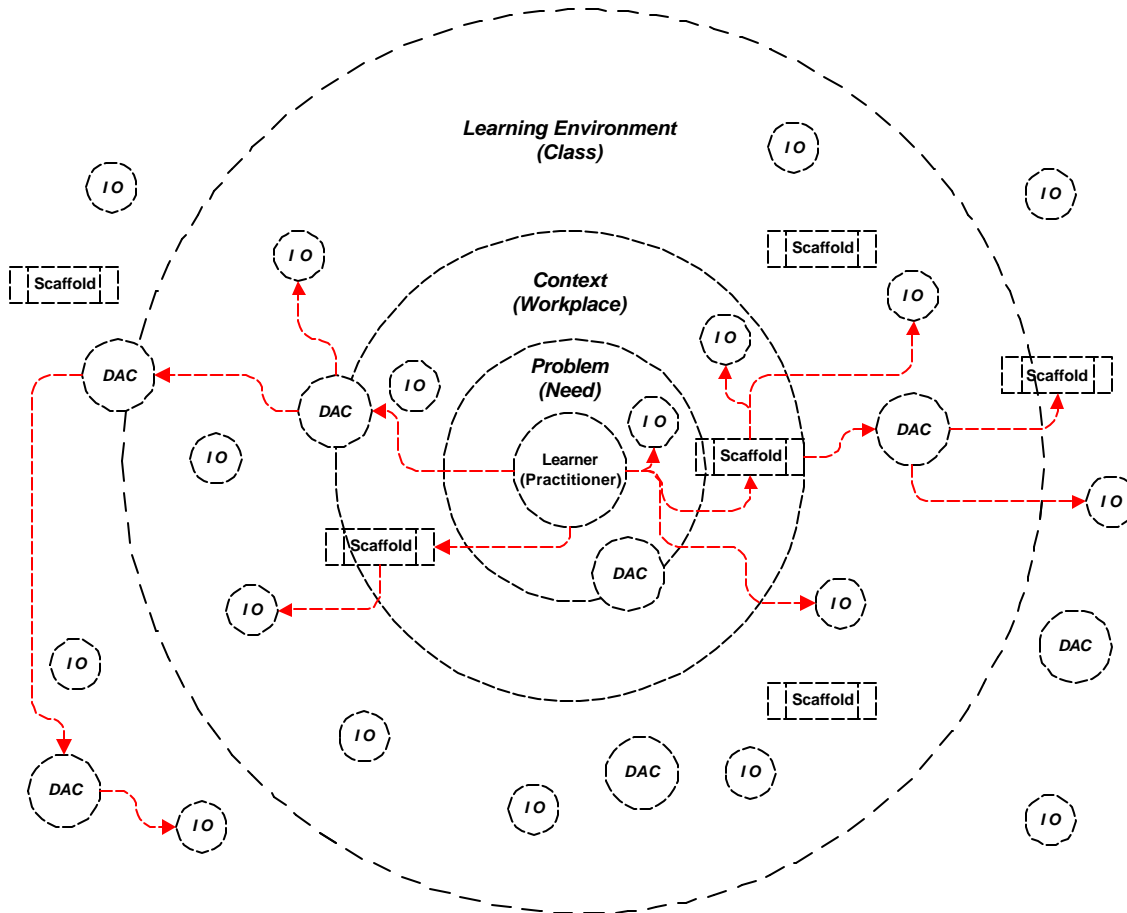 Learning Environment
(Class)
I O
I O
I O
Scaffold
I O
Scaffold
Context
(Workplace)
I O
I O
Problem
(Need)
DAC
I O
Scaffold
DAC
I O
DAC
I O
Learner
(Practitioner)
Scaffold
I O
I O
Scaffold
DAC
I O
I O
DAC
I O
Scaffold
I O
DAC
I O
DAC
I O
I O
I O